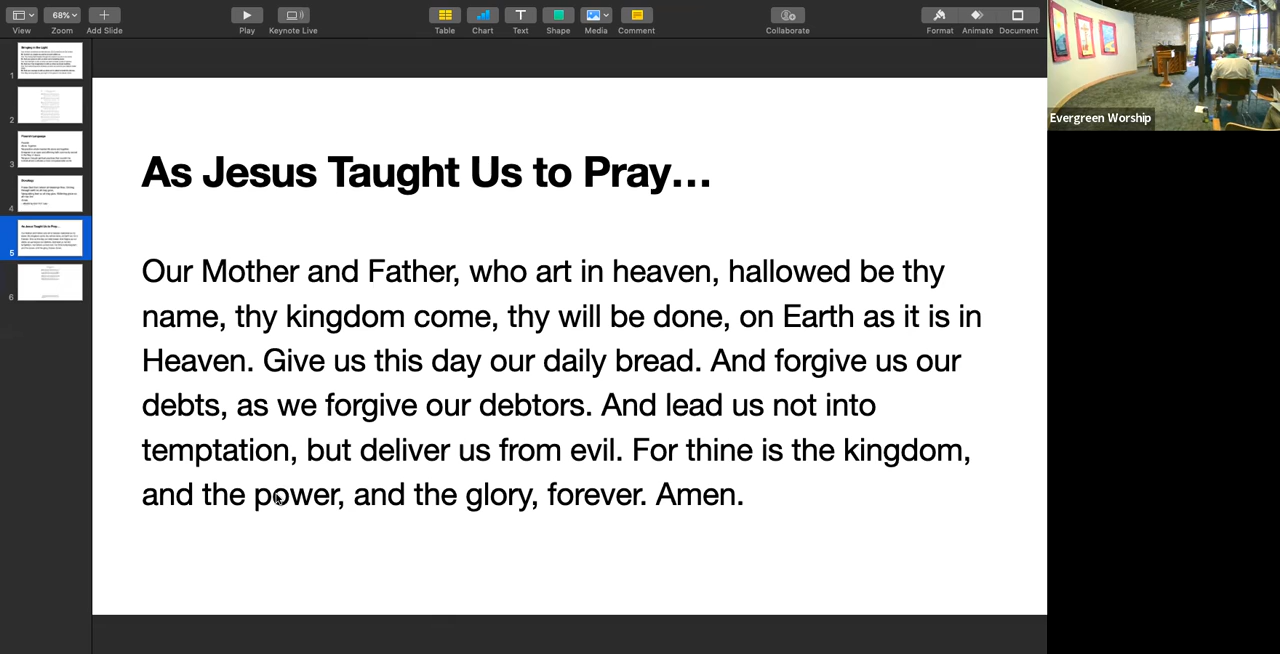 View
68%
Zoom
Add Slide
Play
Keynote Live
Table
Chart
Text
Shape
Media
Comment
Collaborate
Format
Animate
Document
1
2
3
4
5
6
As Jesus Taught Us to Pray...
Our Mother and Father, who art in heaven, hallowed be thy
name, thy kingdom come, thy will be done, on Earth as it is in
Heaven. Give us this day our daily bread. And forgive us our
debts, as we forgive our debtors. And lead us not into
temptation, but deliver us from evil. For thine is the kingdom,
and the power, and the glory, forever. Amen.
Evergreen Worship